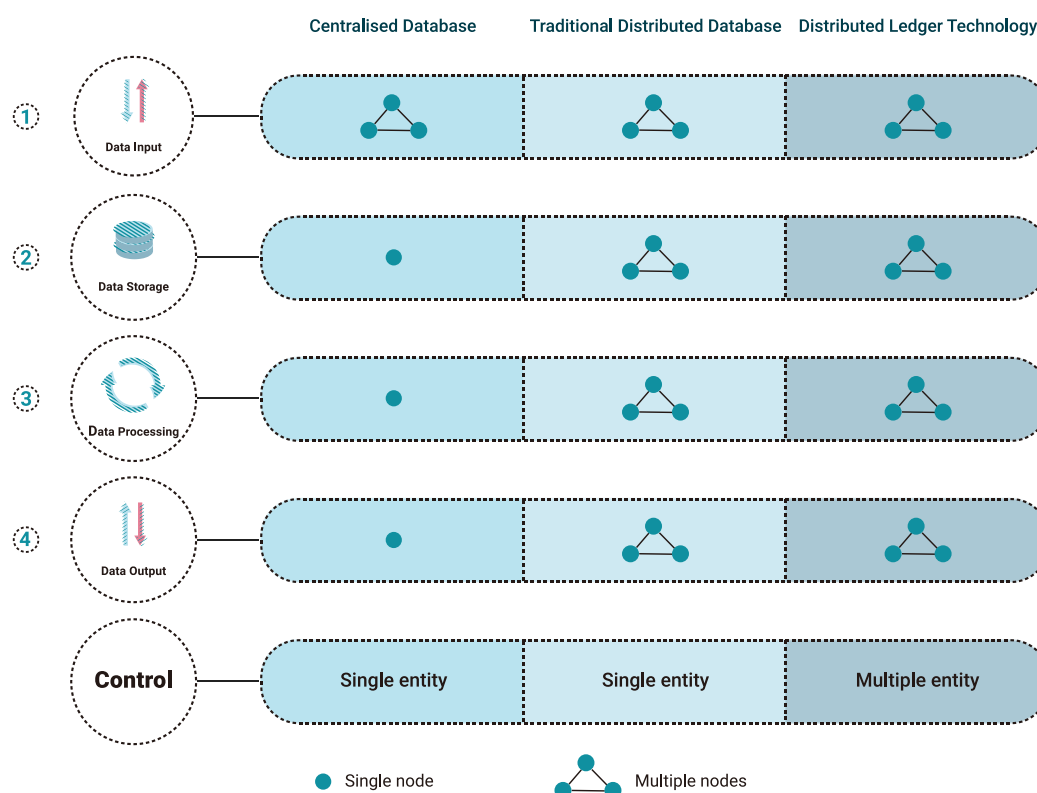 Centralised Database
Traditional Distributed Database
Distributed Ledger Technology
1
Data Input
2
Data Storage
3
Data Processing
4
Data Output
Control
Single entity
Single entity
Multiple entity
Single node
Multiple nodes